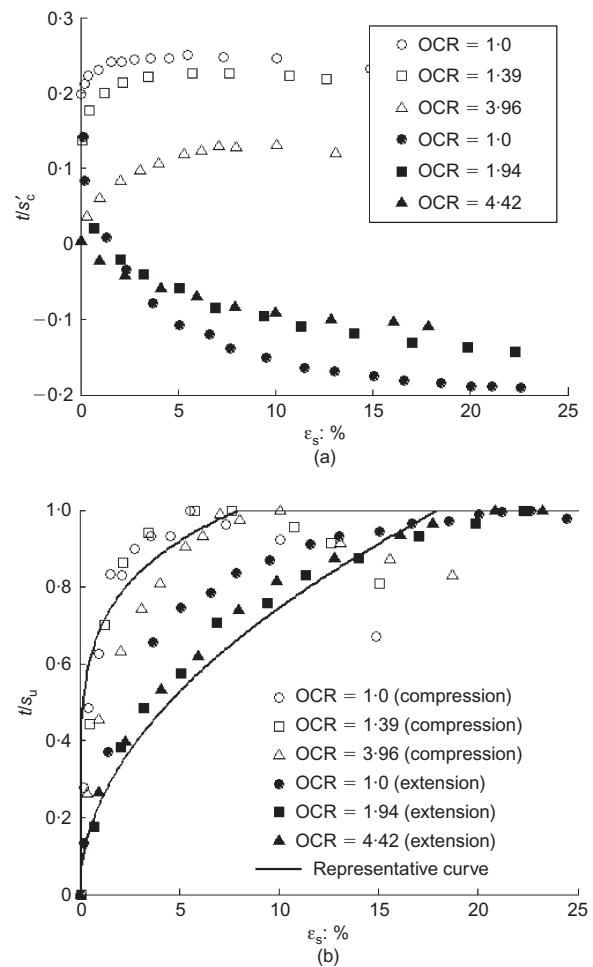 0·3
0·2
0·1
0
−0·1
−0·2
t/s′c
0
5
10
15
20
25
εs: %
(a)
OCR = 1·0
OCR = 1·39
OCR = 3·96
OCR = 1·0
OCR = 1·94
OCR = 4·42
1·0
0·8
0·6
0·4
0·2
0
t/su
0
5
10
15
20
25
εs: %
(b)
OCR = 1·0 (compression)
OCR = 1·39 (compression)
OCR = 3·96 (compression)
OCR = 1·0 (extension)
OCR = 1·94 (extension)
OCR = 4·42 (extension)
Representative curve